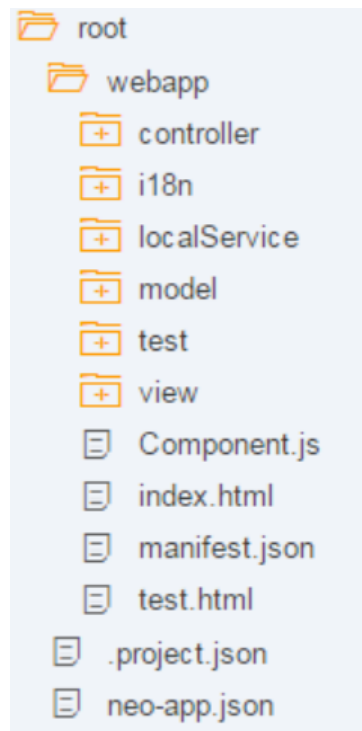 root
webapp
controller
i18n
localService
model
test
view
Component.js
index.html
manifest.json
test.html
.project.json
neo-app.json